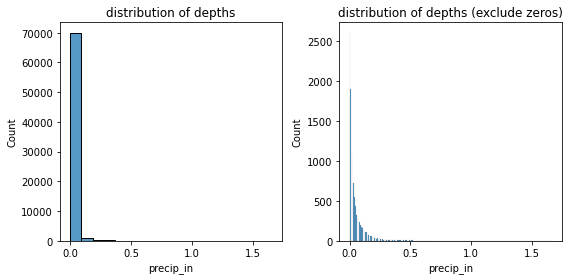 distribution of depths
70000
60000
50000
40000
30000
20000
10000
0
Count
0.0 0.5 1.0 1.5
precip_in
distribution of depths (exclude zeros)
2500
2000
1500
1000
500
0
Count
0.0 0.5 1.0 1.5
precip_in